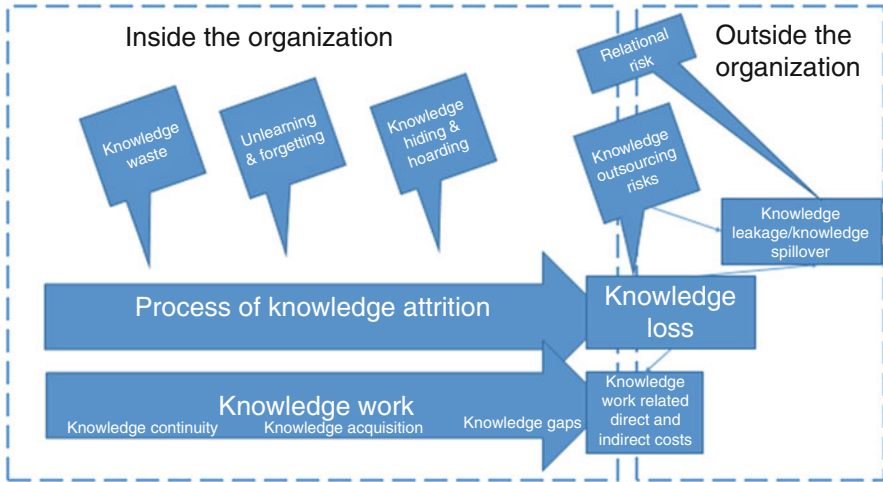 Inside the organization
Outside the
organization
Relational
risk
Knowledge
waste
Unlearning
& forgetting
Knowledge
hiding &
hoarding
Knowledge
outsourcing
risks
Knowledge
leakage/knowledge
spillover
Process of knowledge attrition
Knowledge
loss
Knowledge work
Knowledge continuity
Knowledge acquisition
Knowledge gaps
Knowledge
work related
direct and
indirect costs